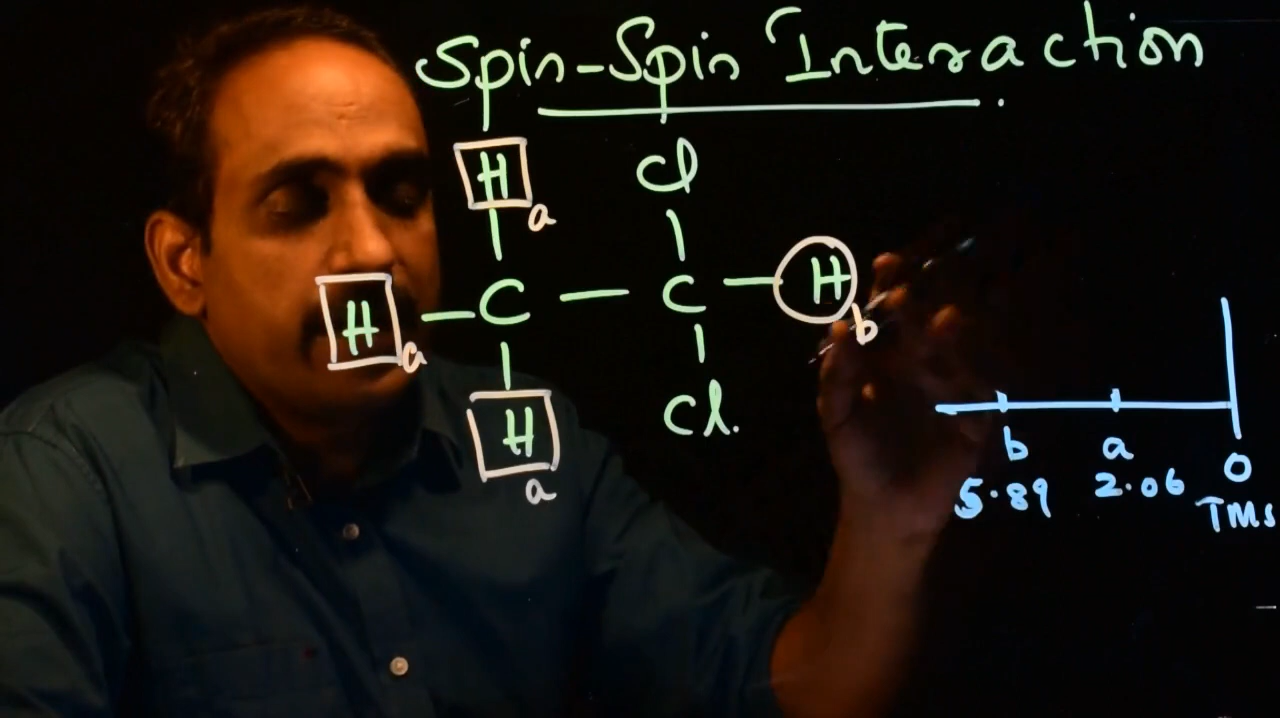 Spin-Spin Interaction
H a Cl
H a - C - C - H b
H a Cl.
b a 0
5.89 2.06 TMS